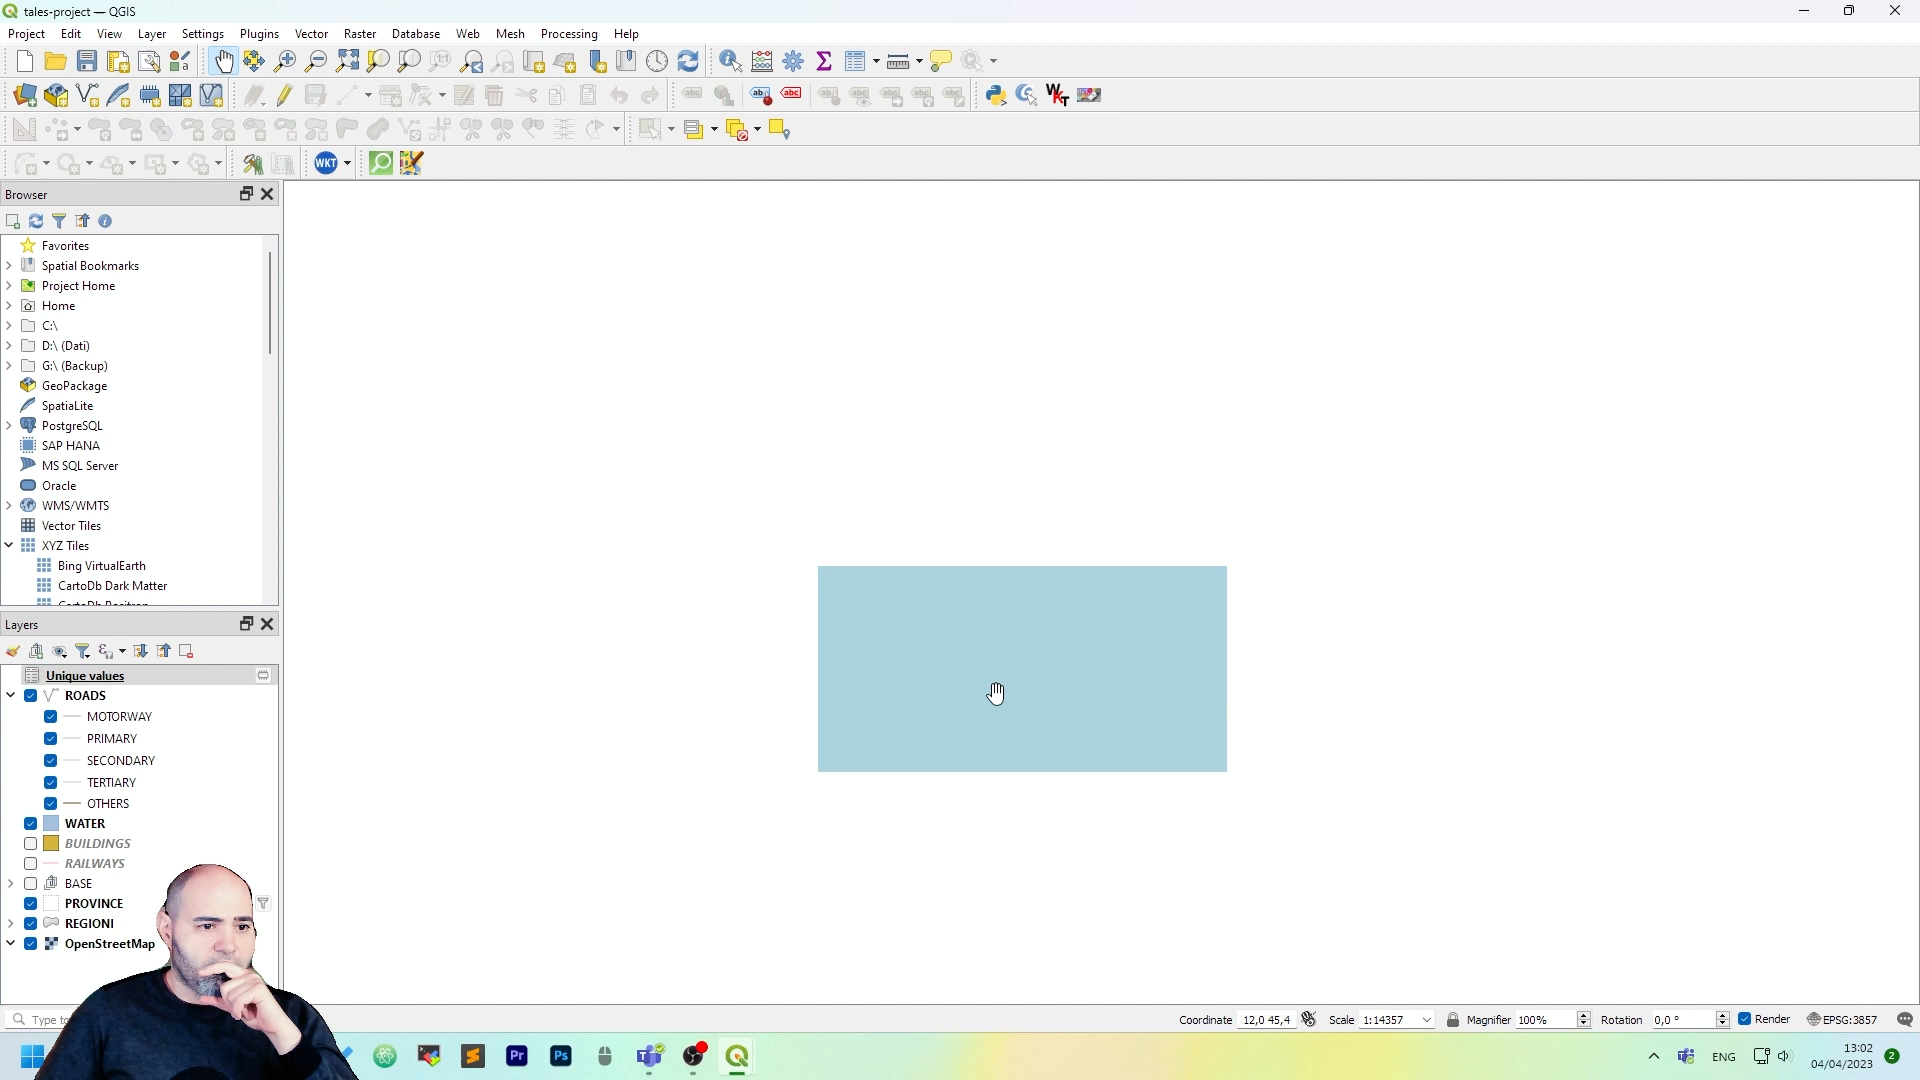 tales-project — QGIS
Project Edit View Layer Settings Plugins Vector Raster Database Web Mesh Processing Help
Browser
Favorites
Spatial Bookmarks
Project Home
Home
C:\
D:\ (Dati)
G:\ (Backup)
GeoPackage
SpatiaLite
PostgreSQL
SAP HANA
MS SQL Server
Oracle
WMS/WMTS
Vector Tiles
XYZ Tiles
Bing VirtualEarth
CartoDb Dark Matter
Layers
Unique values
ROADS
MOTORWAY
PRIMARY
SECONDARY
TERTIARY
OTHERS
WATER
BUILDINGS
RAILWAYS
BASE
PROVINCE
REGIONI
OpenStreetMap
Type to
Coordinate 12,0 45,4 Scale 1:14357 Magnifier 100% Rotation 0,0 ° Render EPSG:3857
ENG 13:02
04/04/2023 2